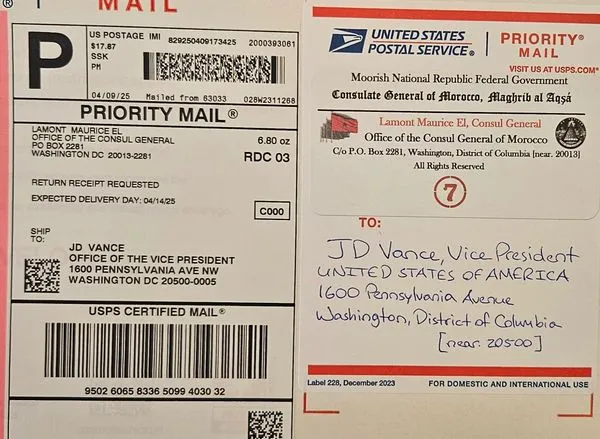 ® | PRIORITY
MAIL
P
US POSTAGE IMI
$17.87
SSK
PM
829250409173425 2000393061
04/09/25 Mailed from 63033 028W2311268
PRIORITY MAIL®
LAMONT MAURICE EL
OFFICE OF THE CONSUL GENERAL
PO BOX 2281
WASHINGTON DC 20013-2281
6.80 oz
RDC 03
RETURN RECEIPT REQUESTED
EXPECTED DELIVERY DAY: 04/14/25
C000
SHIP
TO:
JD VANCE
OFFICE OF THE VICE PRESIDENT
1600 PENNSYLVANIA AVE NW
WASHINGTON DC 20500-0005
USPS CERTIFIED MAIL®
9502 6065 8336 5099 4030 32
UNITED STATES
POSTAL SERVICE®
PRIORITY®
MAIL
VISIT US AT USPS.COM®
Moorish National Republic Federal Government
Consulate General of Morocco, Maghrib al Aqşá
Lamont Maurice El, Consul General
Office of the Consul General of Morocco
C/o P.O. Box 2281, Washington, District of Columbia [near. 20013]
All Rights Reserved
7
TO:
JD Vance, Vice President
UNITED STATES OF AMERICA
1600 Pennsylvania Avenue
Washington, District of Columbia
[near. 20500]
Label 228, December 2023
FOR DOMESTIC AND INTERNATIONAL USE